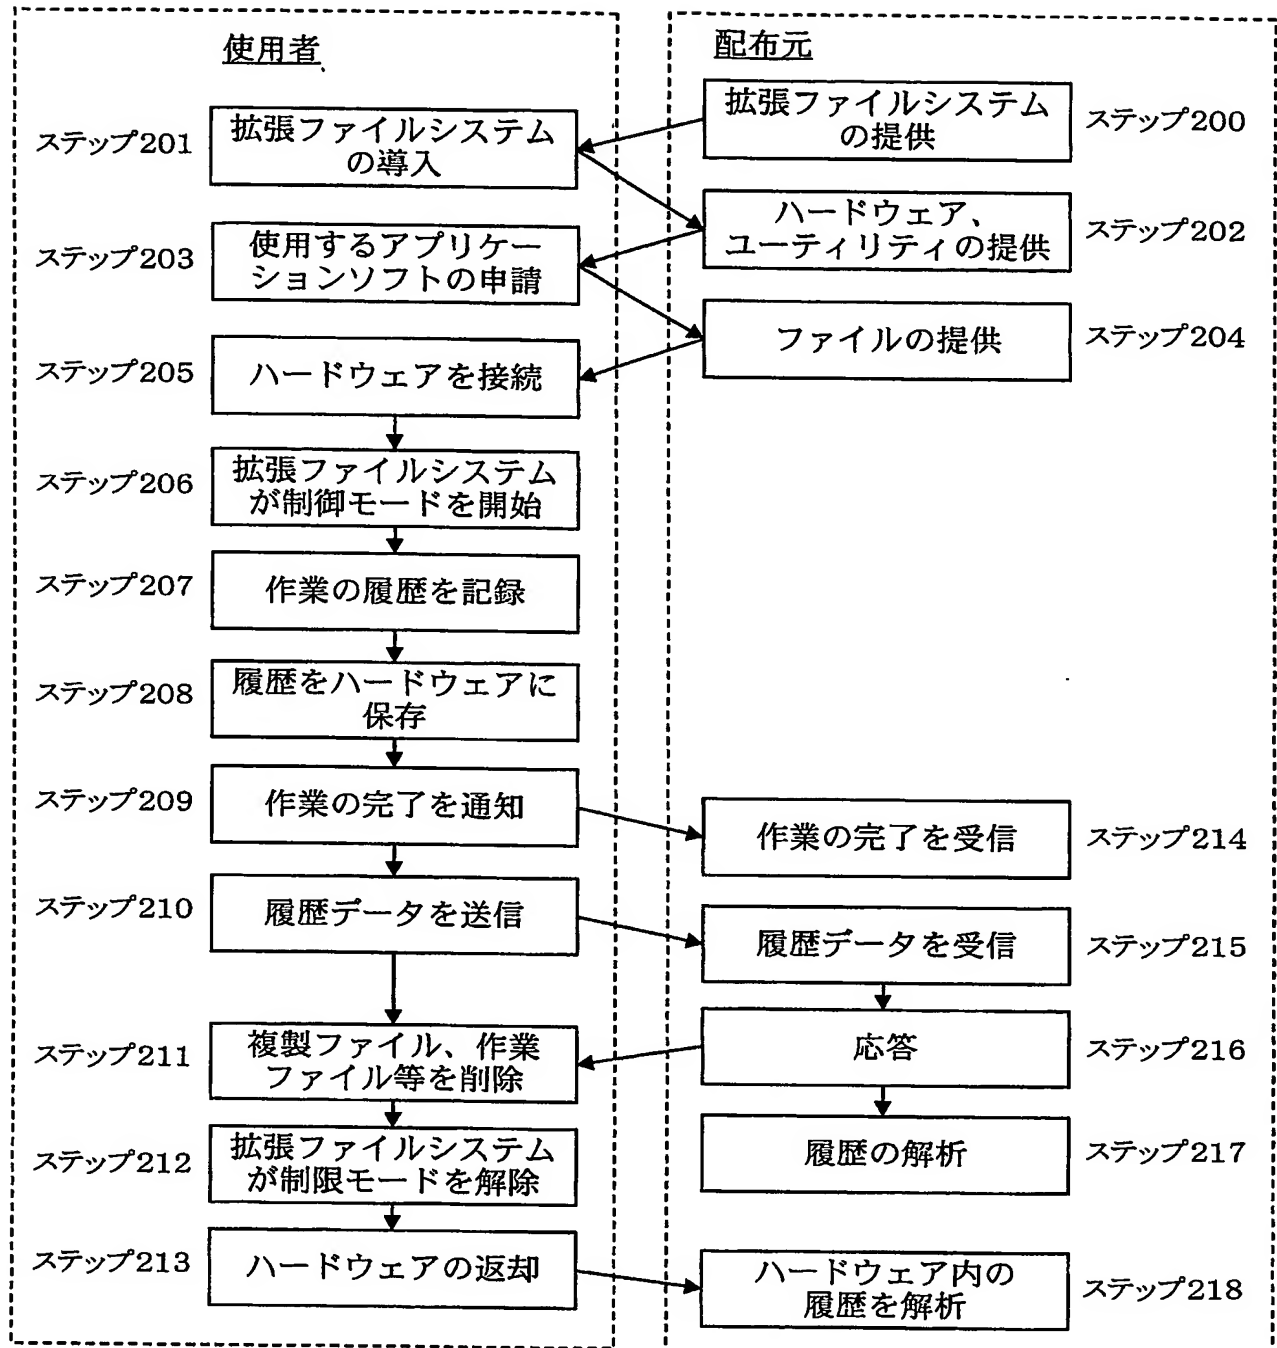 使用者
ステップ201
拡張ファイルシステム
の導入
ステップ203
使用するアプリケー
ションソフトの申請
ステップ205
ハードウェアを接続
ステップ206
拡張ファイルシステム
が制御モードを開始
ステップ207
作業の履歴を記録
ステップ208
履歴をハードウェアに
保存
ステップ209
作業の完了を通知
ステップ210
履歴データを送信
ステップ211
複製ファイル、作業
ファイル等を削除
ステップ212
拡張ファイルシステム
が制限モードを解除
ステップ213
ハードウェアの返却
配布元
拡張ファイルシステム
の提供
ステップ200
ハードウェア、
ユーティリティの提供
ステップ202
ファイルの提供
ステップ204
作業の完了を受信
ステップ214
履歴データを受信
ステップ215
応答
ステップ216
履歴の解析
ステップ217
ハードウェア内の
履歴を解析
ステップ218